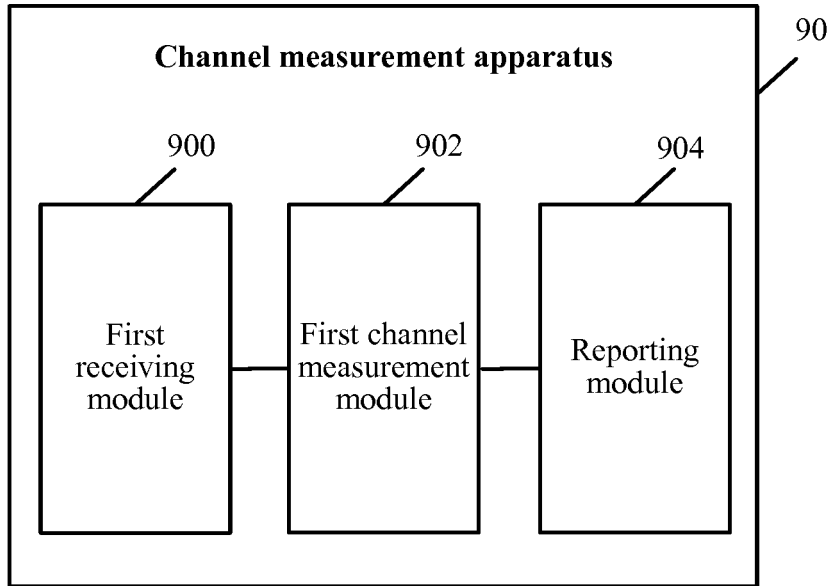 90
Channel measurement apparatus
900
902
904
First
receiving
module
First channel
measurement
module
Reporting
module